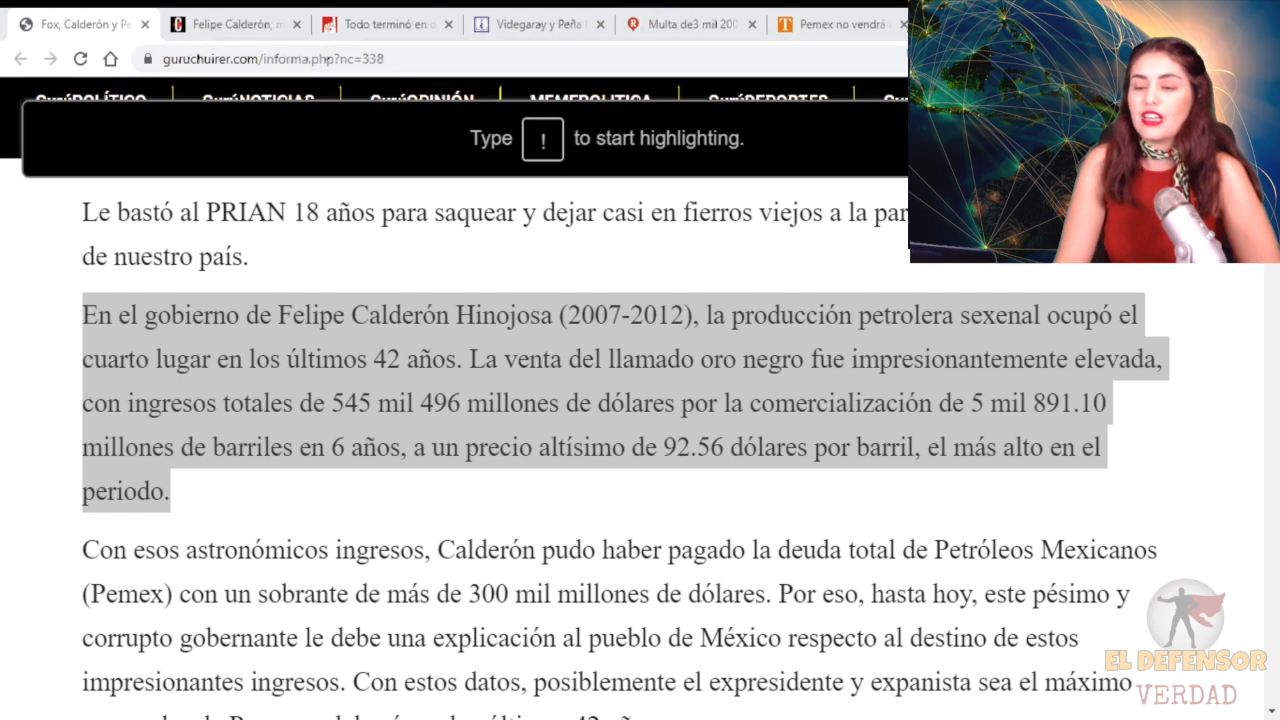 Fox, Calderón y Pe
Felipe Calderón, m
Todo terminó en d
Videgaray y Peña
Multa de3 mil 200
Pemex no vendrá
guruchuirer.com/informa.php?nc=338
GurúPOLÍTICO
GurúNOTICIAS
GurúOPINIÓN
MEMEPOLITICA
GurúDEPORTES
Type ! to start highlighting.
Le bastó al PRIAN 18 años para saquear y dejar casi en fierros viejos a la par
de nuestro país.
En el gobierno de Felipe Calderón Hinojosa (2007-2012), la producción petrolera sexenal ocupó el
cuarto lugar en los últimos 42 años. La venta del llamado oro negro fue impresionantemente elevada,
con ingresos totales de 545 mil 496 millones de dólares por la comercialización de 5 mil 891.10
millones de barriles en 6 años, a un precio altísimo de 92.56 dólares por barril, el más alto en el
periodo.
Con esos astronómicos ingresos, Calderón pudo haber pagado la deuda total de Petróleos Mexicanos
(Pemex) con un sobrante de más de 300 mil millones de dólares. Por eso, hasta hoy, este pésimo y
corrupto gobernante le debe una explicación al pueblo de México respecto al destino de estos
impresionantes ingresos. Con estos datos, posiblemente el expresidente y expanista sea el máximo
EL DEFENSOR
VERDAD